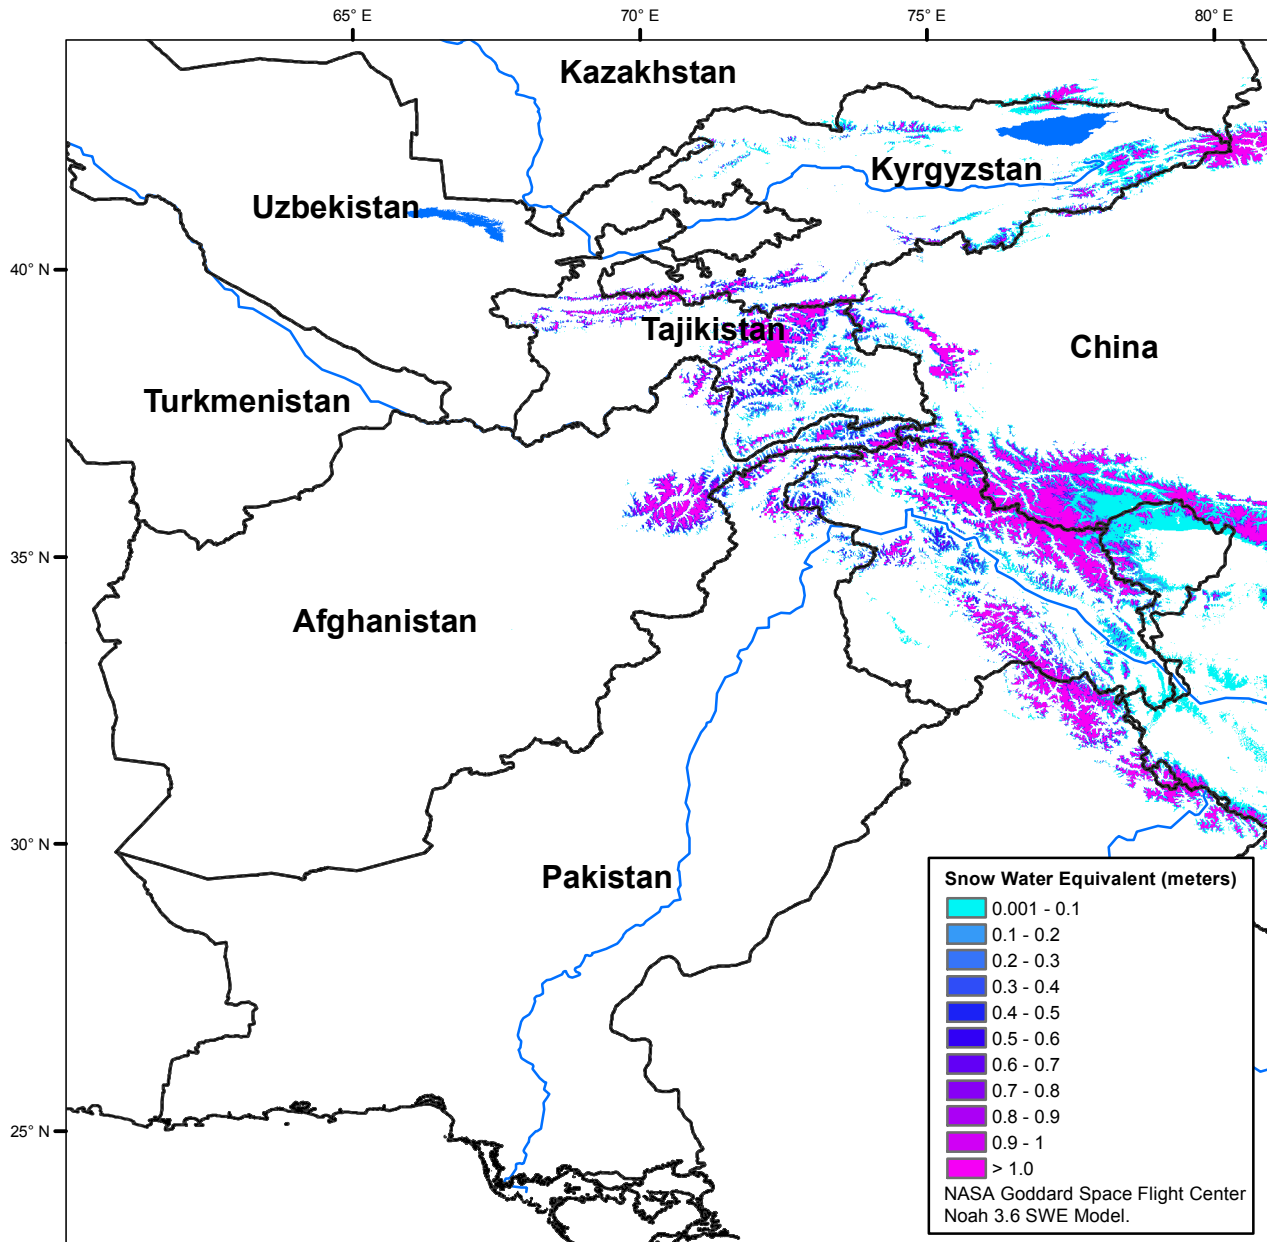 65° E
70° E
75° E
80° E
Kazakhstan
Kyrgyzstan
Uzbekistan
40° N
Tajikistan
China
Turkmenistan
35° N
Afghanistan
30° N
Pakistan
25° N
Snow Water Equivalent (meters)
0.001 - 0.1
0.1 - 0.2
0.2 - 0.3
0.3 - 0.4
0.4 - 0.5
0.5 - 0.6
0.6 - 0.7
0.7 - 0.8
0.8 - 0.9
0.9 - 1
> 1.0
NASA Goddard Space Flight Center
Noah 3.6 SWE Model.